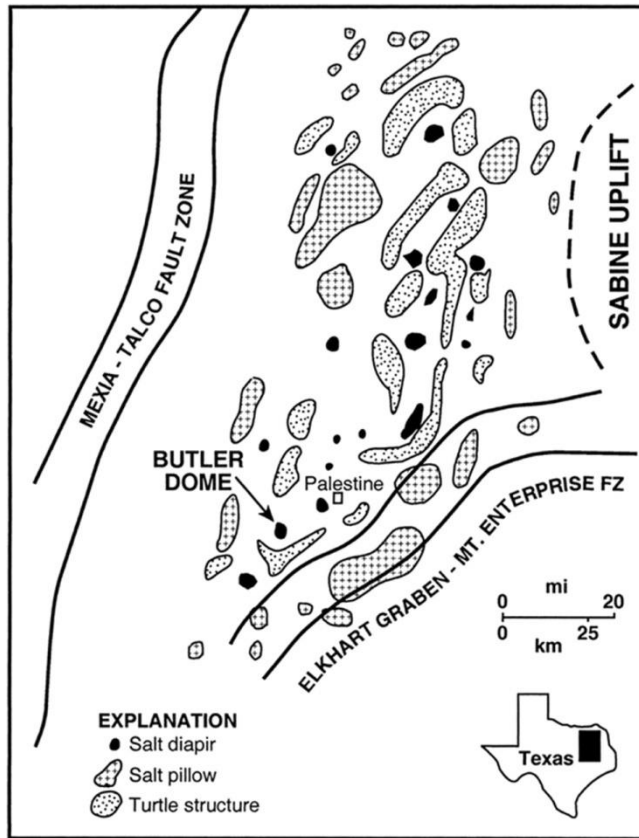 MEXIA - TALCO FAULT ZONE
SABINE UPLIFT
BUTLER
DOME
Palestine
ELKHART GRABEN - MT. ENTERPRISE FZ
mi
0 20
0 25
km
EXPLANATION
Salt diapir
Salt pillow
Turtle structure
Texas